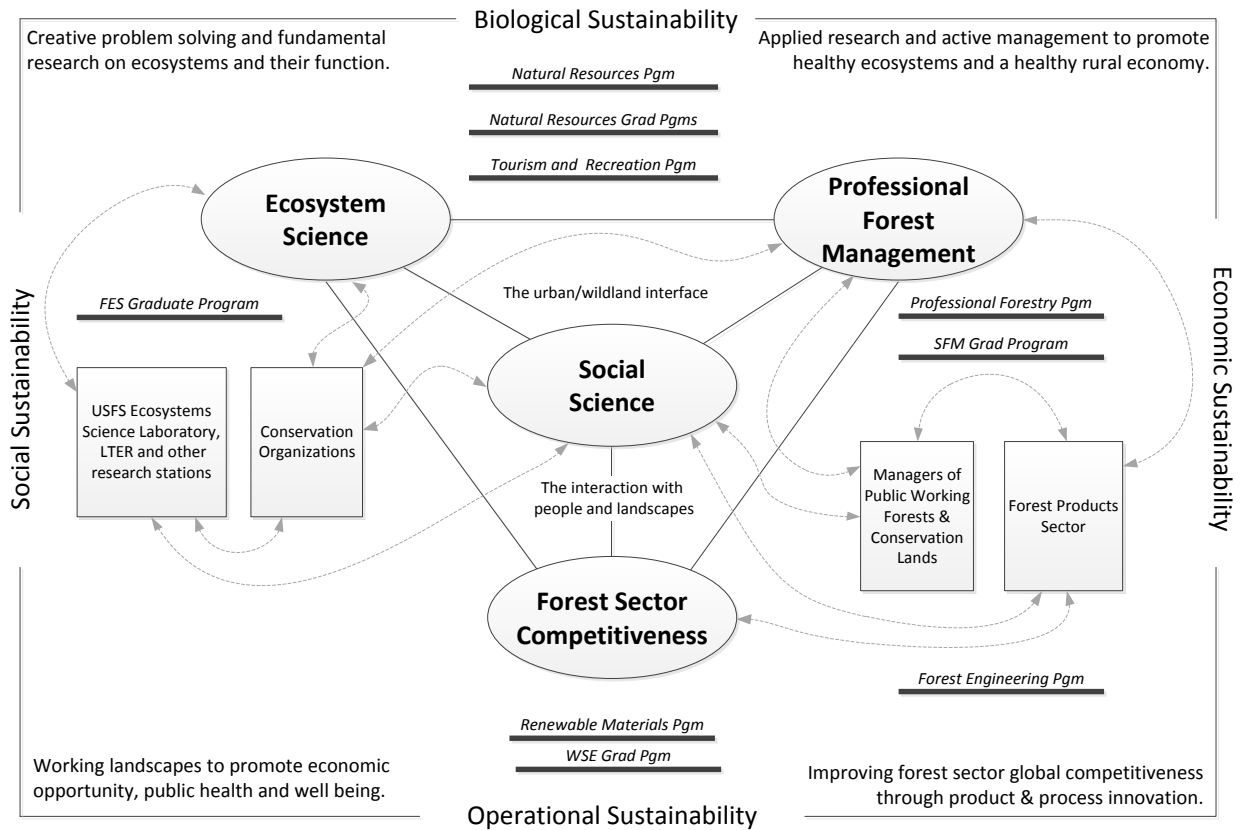 Biological Sustainability
Creative problem solving and fundamental
research on ecosystems and their function.
Applied research and active management to promote
healthy ecosystems and a healthy rural economy.
Natural Resources Pgm
Natural Resources Grad Pgms
Tourism and Recreation Pgm
Ecosystem
Science
Professional
Forest
Management
Social Sustainability
Economic Sustainability
FES Graduate Program
The urban/wildland interface
Professional Forestry Pgm
SFM Grad Program
Social
Science
USFS Ecosystems
Science Laboratory,
LTER and other
research stations
Conservation
Organizations
The interaction with
people and landscapes
Managers of
Public Working
Forests &
Conservation
Lands
Forest Products
Sector
Forest Sector
Competitiveness
Forest Engineering Pgm
Renewable Materials Pgm
WSE Grad Pgm
Working landscapes to promote economic
opportunity, public health and well being.
Improving forest sector global competitiveness
through product & process innovation.
Operational Sustainability